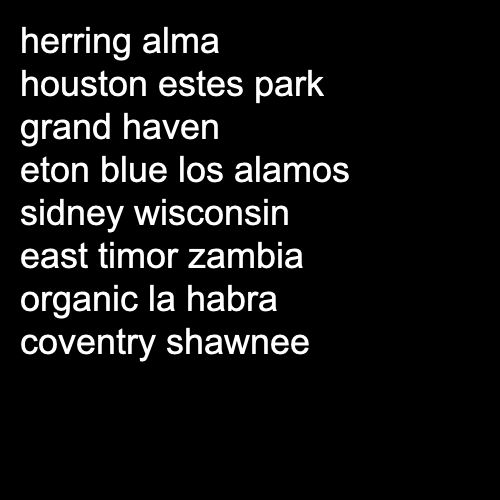 herring alma
houston estes park
grand haven
eton blue los alamos
sidney wisconsin
east timor zambia
organic la habra
coventry shawnee